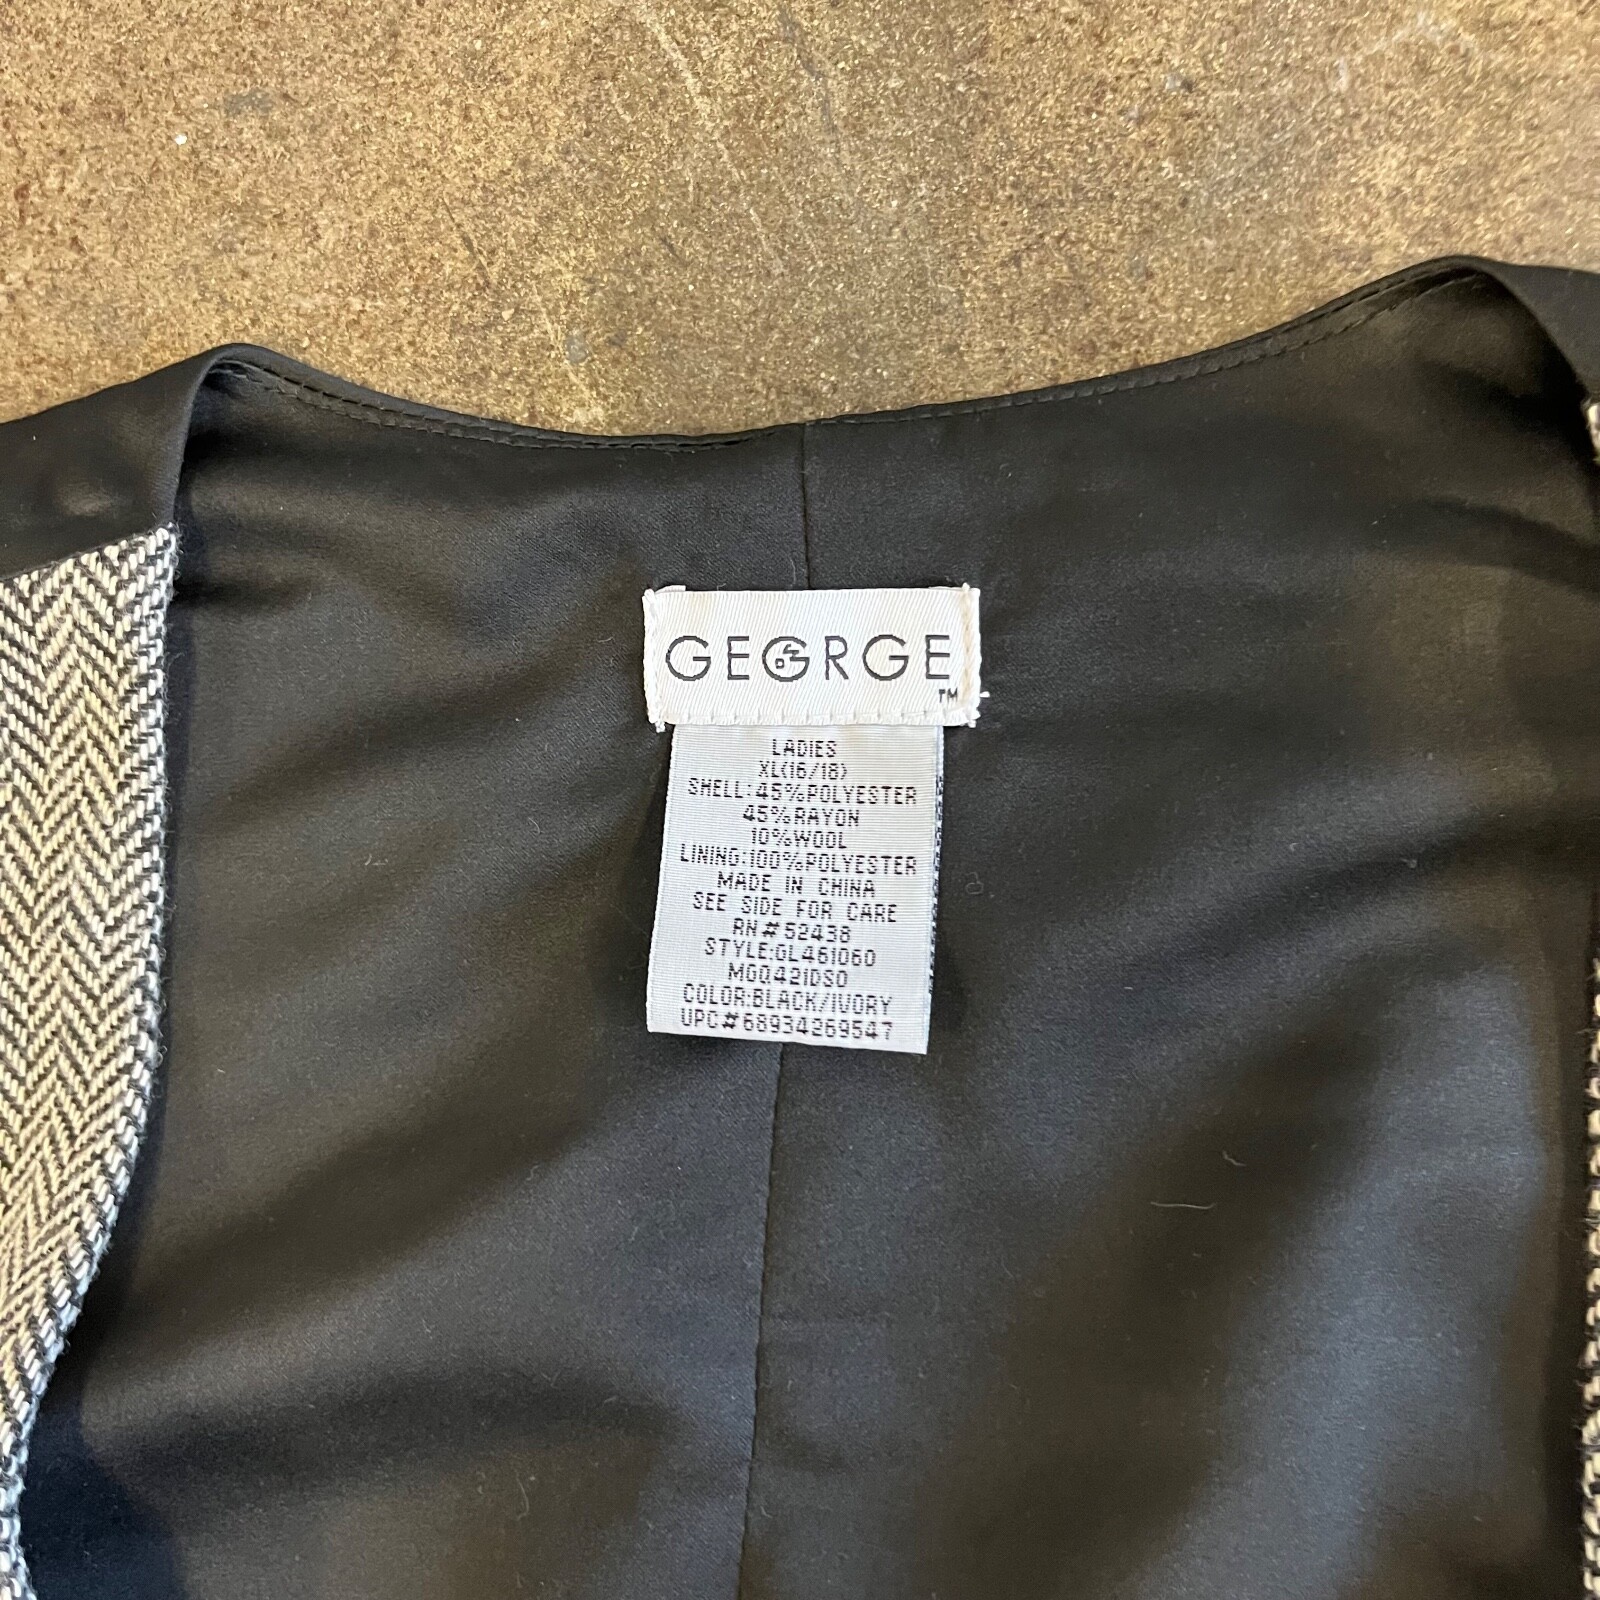 GEORGE
TM
LADIES
XL(16/18)
SHELL:45%POLYESTER
45%RAYON
10%WOOL
LINING:100%POLYESTER
MADE IN CHINA
SEE SIDE FOR CARE
RN#52438
STYLE:GL461060
MGQ421DSO
COLOR:BLACK/IVORY
UPC#68934269547